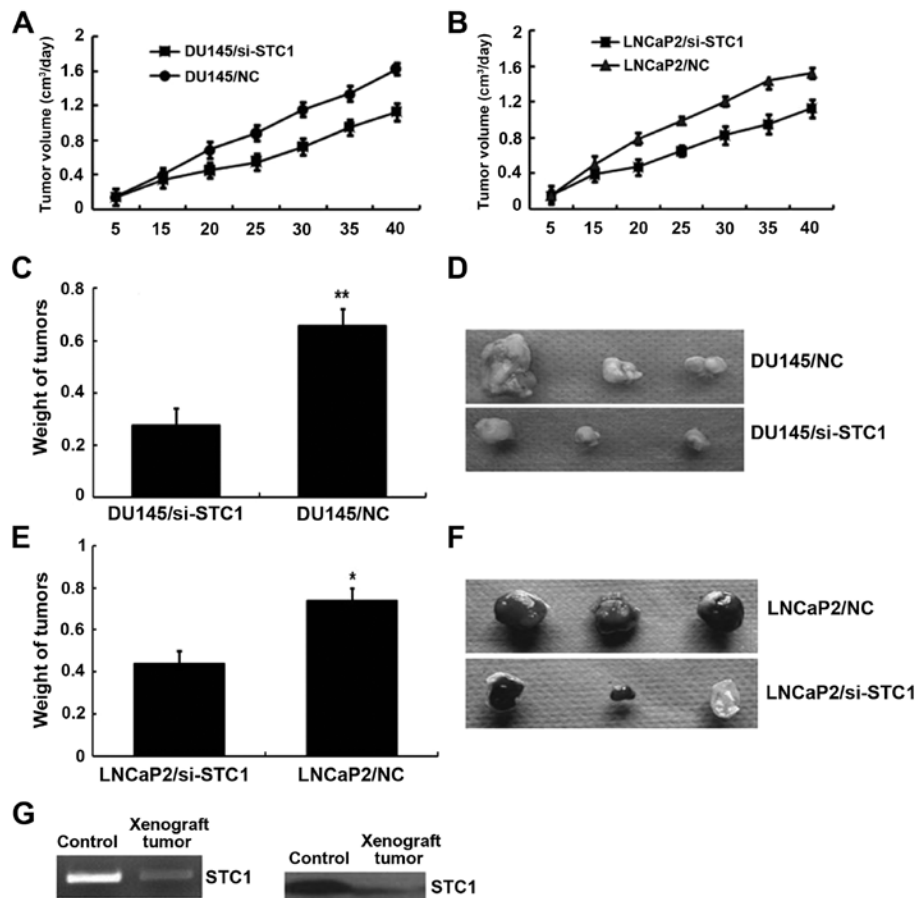 A
DU145/si-STC1
DU145/NC
Tumor volume (cm³/day)
2
1.6
1.2
0.8
0.4
0
5 15 20 25 30 35 40
B
LNCaP2/si-STC1
LNCaP2/NC
Tumor volume (cm³/day)
2
1.6
1.2
0.8
0.4
0
5 15 20 25 30 35 40
C
Weight of tumors
0.8
0.6
0.4
0.2
0
**
DU145/si-STC1 DU145/NC
D
DU145/NC
DU145/si-STC1
E
Weight of tumors
1
0.8
0.4
0.2
0
*
LNCaP2/si-STC1 LNCaP2/NC
F
LNCaP2/NC
LNCaP2/si-STC1
G
Control Xenograft tumor
STC1
Control Xenograft tumor
STC1